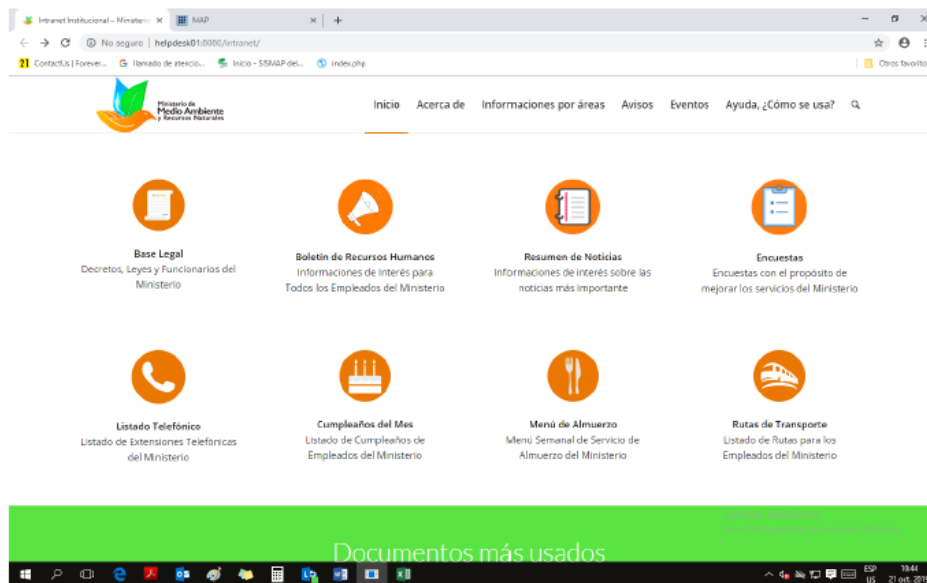 Intranet Institucional – Ministeri
MAP
No seguro | helpdesk01:8080/intranet/
21 ContactUs | Forever...
llamado de atencio...
Inicio - SISMAP del...
index.php
Otros favorito
Ministerio de
Medio Ambiente
y Recursos Naturales
Inicio
Acerca de
Informaciones por áreas
Avisos
Eventos
Ayuda, ¿Cómo se usa?
Base Legal
Decretos, Leyes y Funcionarios del
Ministerio
Boletín de Recursos Humanos
Informaciones de Interés para
Todos los Empleados del Ministerio
Resumen de Noticias
Informaciones de interés sobre las
noticias más importante
Encuestas
Encuestas con el propósito de
mejorar los servicios del Ministerio
Listado Telefónico
Listado de Extensiones Telefónicas
del Ministerio
Cumpleaños del Mes
Listado de Cumpleaños de
Empleados del Ministerio
Menú de Almuerzo
Menú Semanal de Servicio de
Almuerzo del Ministerio
Rutas de Transporte
Listado de Rutas para los
Empleados del Ministerio
Documentos más usados
ESP
US
21 oct. 201